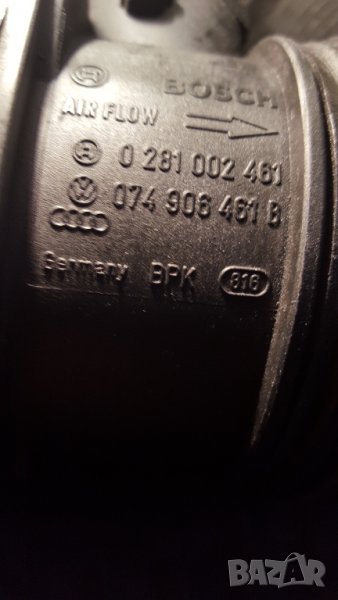 BOSCH
AIR FLOW
0 281 002 461
074 906 461 B
Germany BPK 816
BAZAR